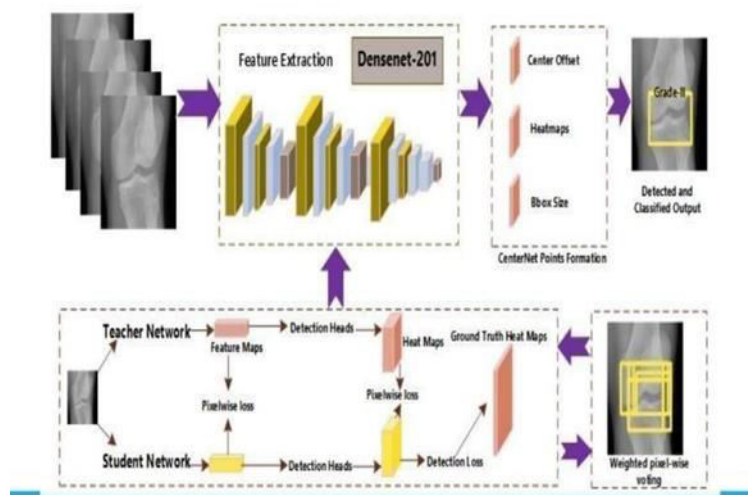 Feature Extraction
Densenet-201
Center Offset
Heatmaps
Bbox Size
CenterNet Points Formation
Grade-II
Detected and
Classified Output
Teacher Network
Feature Maps
Detection Heads
Heat Maps
Ground Truth Heat Maps
Pixelwise loss
Pixelwise loss
Student Network
Detection Heads
Detection Loss
Weighted pixel-wise
voting